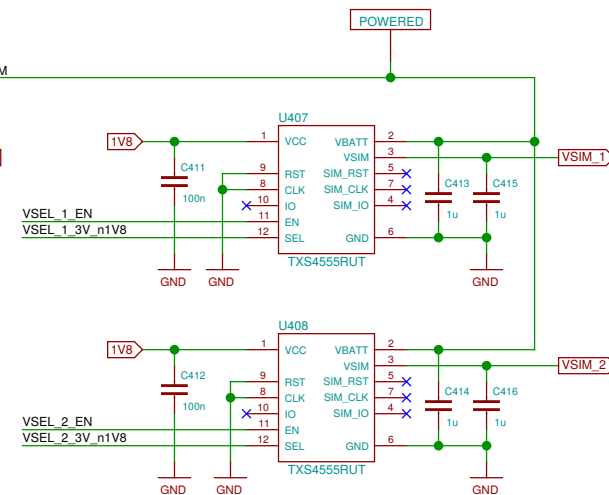 POWERED
M
U407
1V8
1 VCC VBATT 2
VSIM 3
VSIM_1
C411
100n
9 RST SIM_RST 5
8 CLK SIM_CLK 7
10 IO SIM_IO 4
C413
1u
C415
1u
VSEL_1_EN
11 EN
VSEL_1_3V_n1V8
12 SEL GND 6
TXS4555RUT
GND
GND
GND
U408
1V8
1 VCC VBATT 2
VSIM 3
VSIM_2
C412
100n
9 RST SIM_RST 5
8 CLK SIM_CLK 7
10 IO SIM_IO 4
C414
1u
C416
1u
VSEL_2_EN
11 EN
VSEL_2_3V_n1V8
12 SEL GND 6
TXS4555RUT
GND
GND
GND